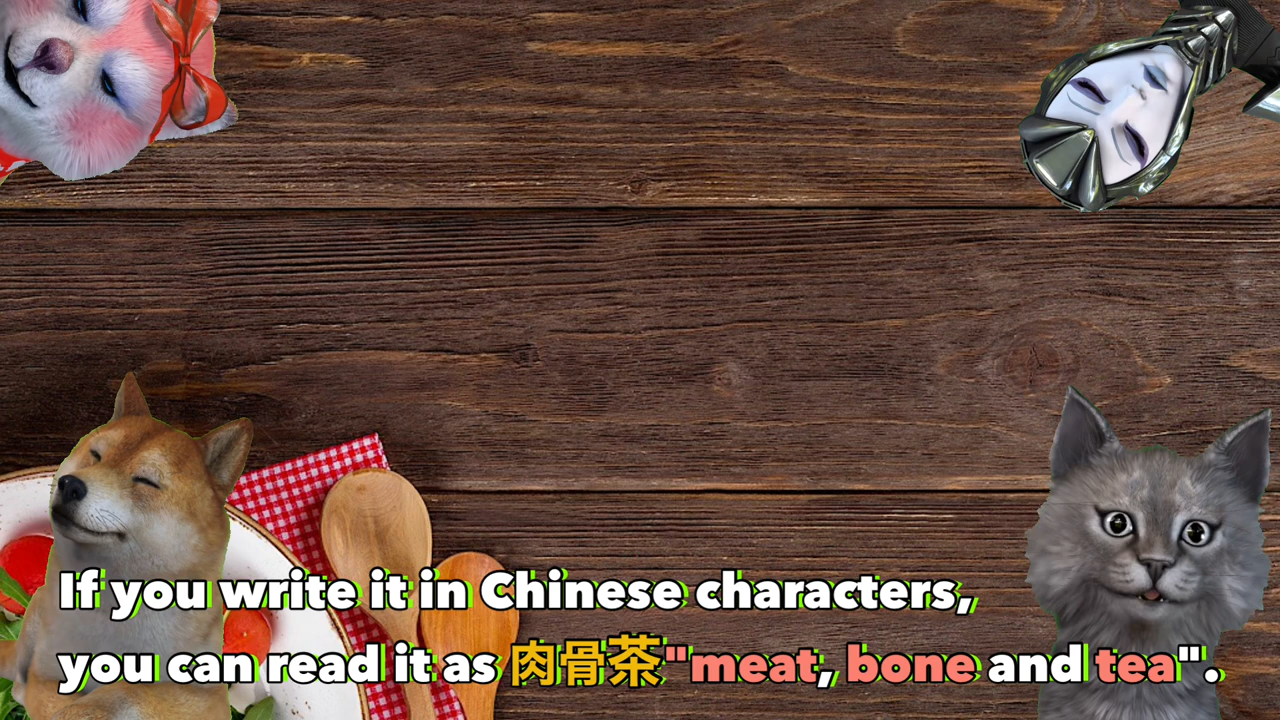 If you write it in Chinese characters,
you can read it as 肉骨茶"meat, bone and tea".